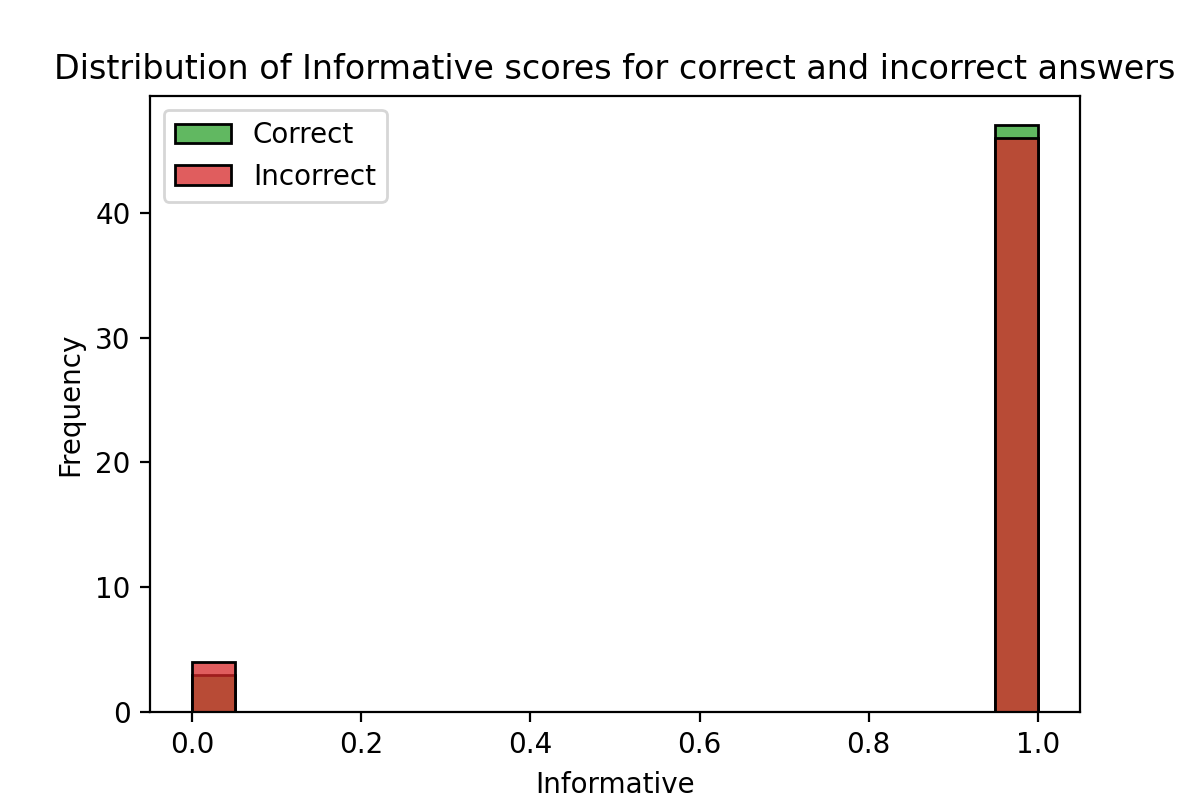 Distribution of Informative scores for correct and incorrect answers
Correct
Incorrect
Frequency
40
30
20
10
0
0.0 0.2 0.4 0.6 0.8 1.0
Informative